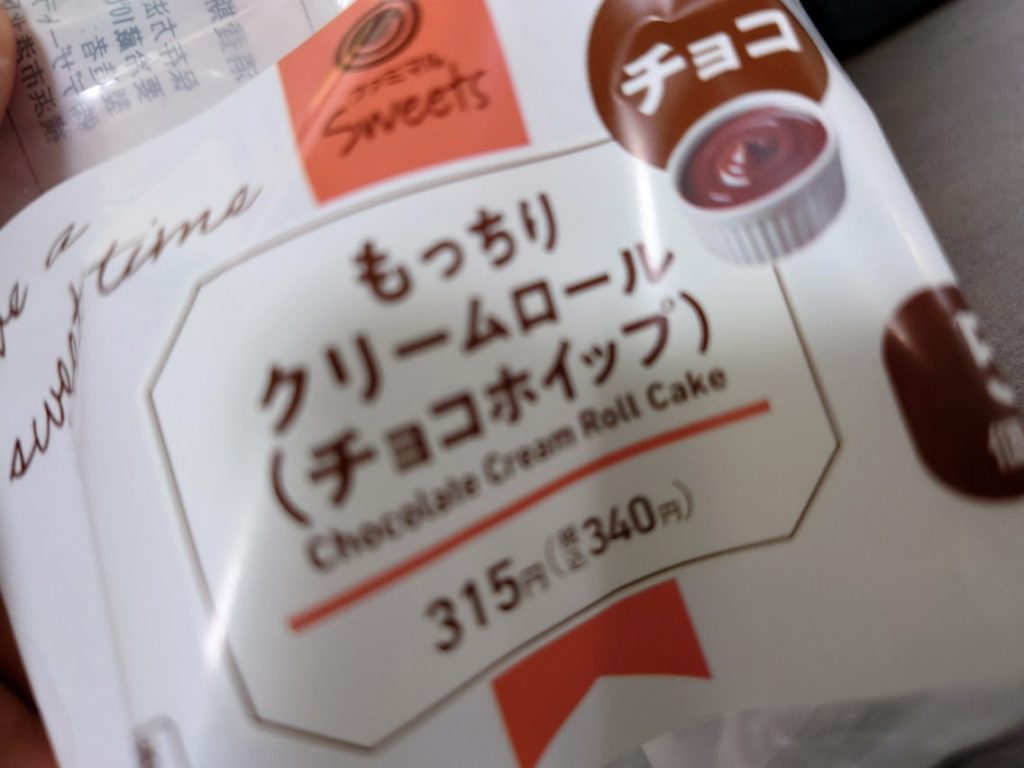 ファミマル
Sweets
チョコ
a
sweet time
もっちり
クリームロール
(チョコホイップ)
Chocolate Cream Roll Cake
315円(税込340円)
個